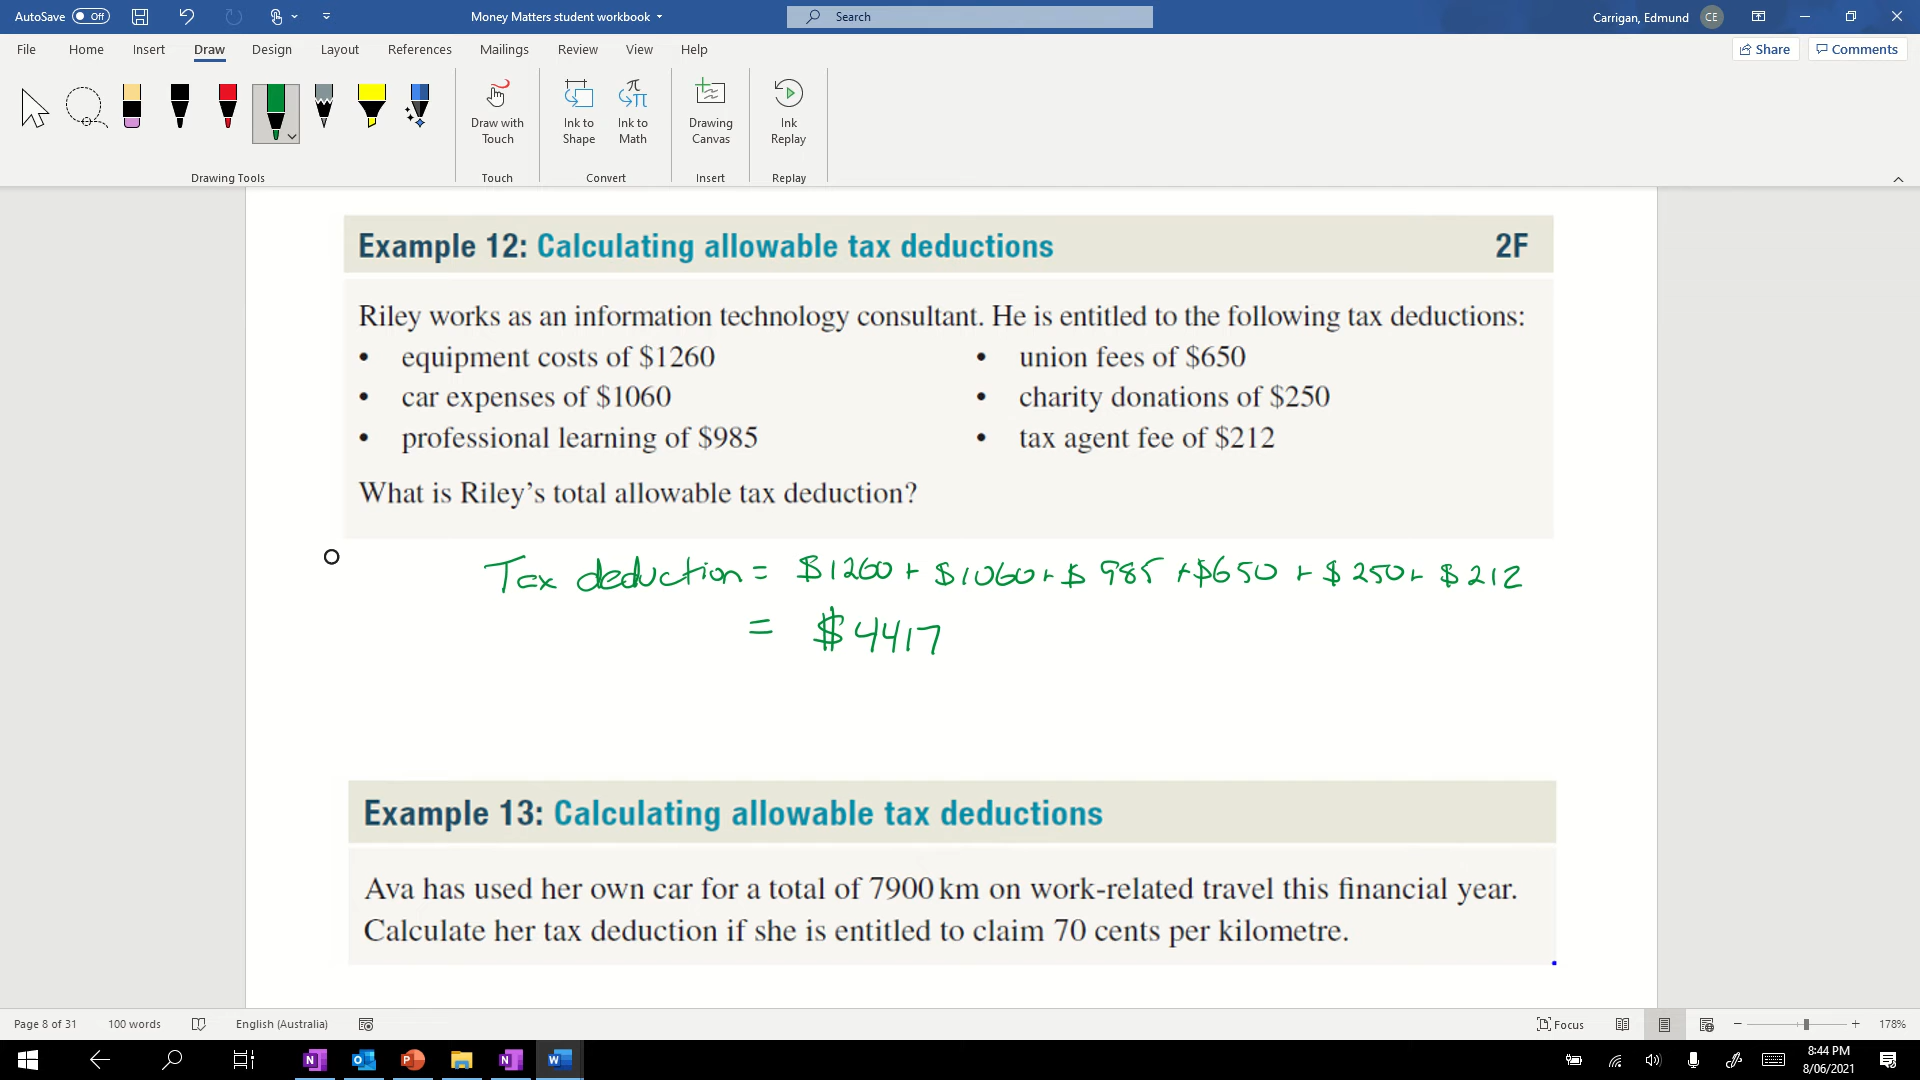 AutoSave Off Money Matters student workbook Search Carrigan, Edmund CE
File Home Insert Draw Design Layout References Mailings Review View Help Share Comments
Draw with Touch Ink to Shape Ink to Math Drawing Canvas Ink Replay
Drawing Tools Touch Convert Insert Replay
Example 12: Calculating allowable tax deductions 2F
Riley works as an information technology consultant. He is entitled to the following tax deductions:
• equipment costs of $1260 • union fees of $650
• car expenses of $1060 • charity donations of $250
• professional learning of $985 • tax agent fee of $212
What is Riley's total allowable tax deduction?
Tax deduction = $1260 + $1060 + $985 + $650 + $250 + $212
= $4417
Example 13: Calculating allowable tax deductions
Ava has used her own car for a total of 7900 km on work-related travel this financial year.
Calculate her tax deduction if she is entitled to claim 70 cents per kilometre.
Page 8 of 31 100 words English (Australia) Focus 178%
8:44 PM
8/06/2021